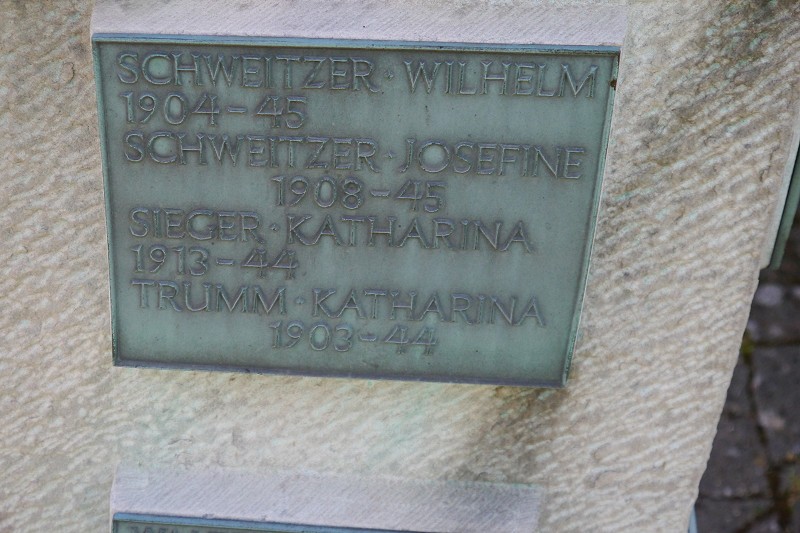 SCHWEITZER · WILHELM
1904-45
SCHWEITZER · JOSEFINE
1908-45
SIEGER · KATHARINA
1913-44
TRUMM · KATHARINA
1903-44